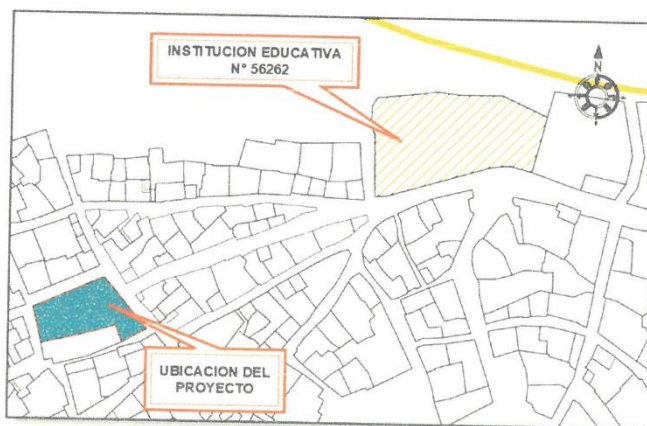 INSTITUCION EDUCATIVA
N° 56262
N
UBICACION DEL
PROYECTO